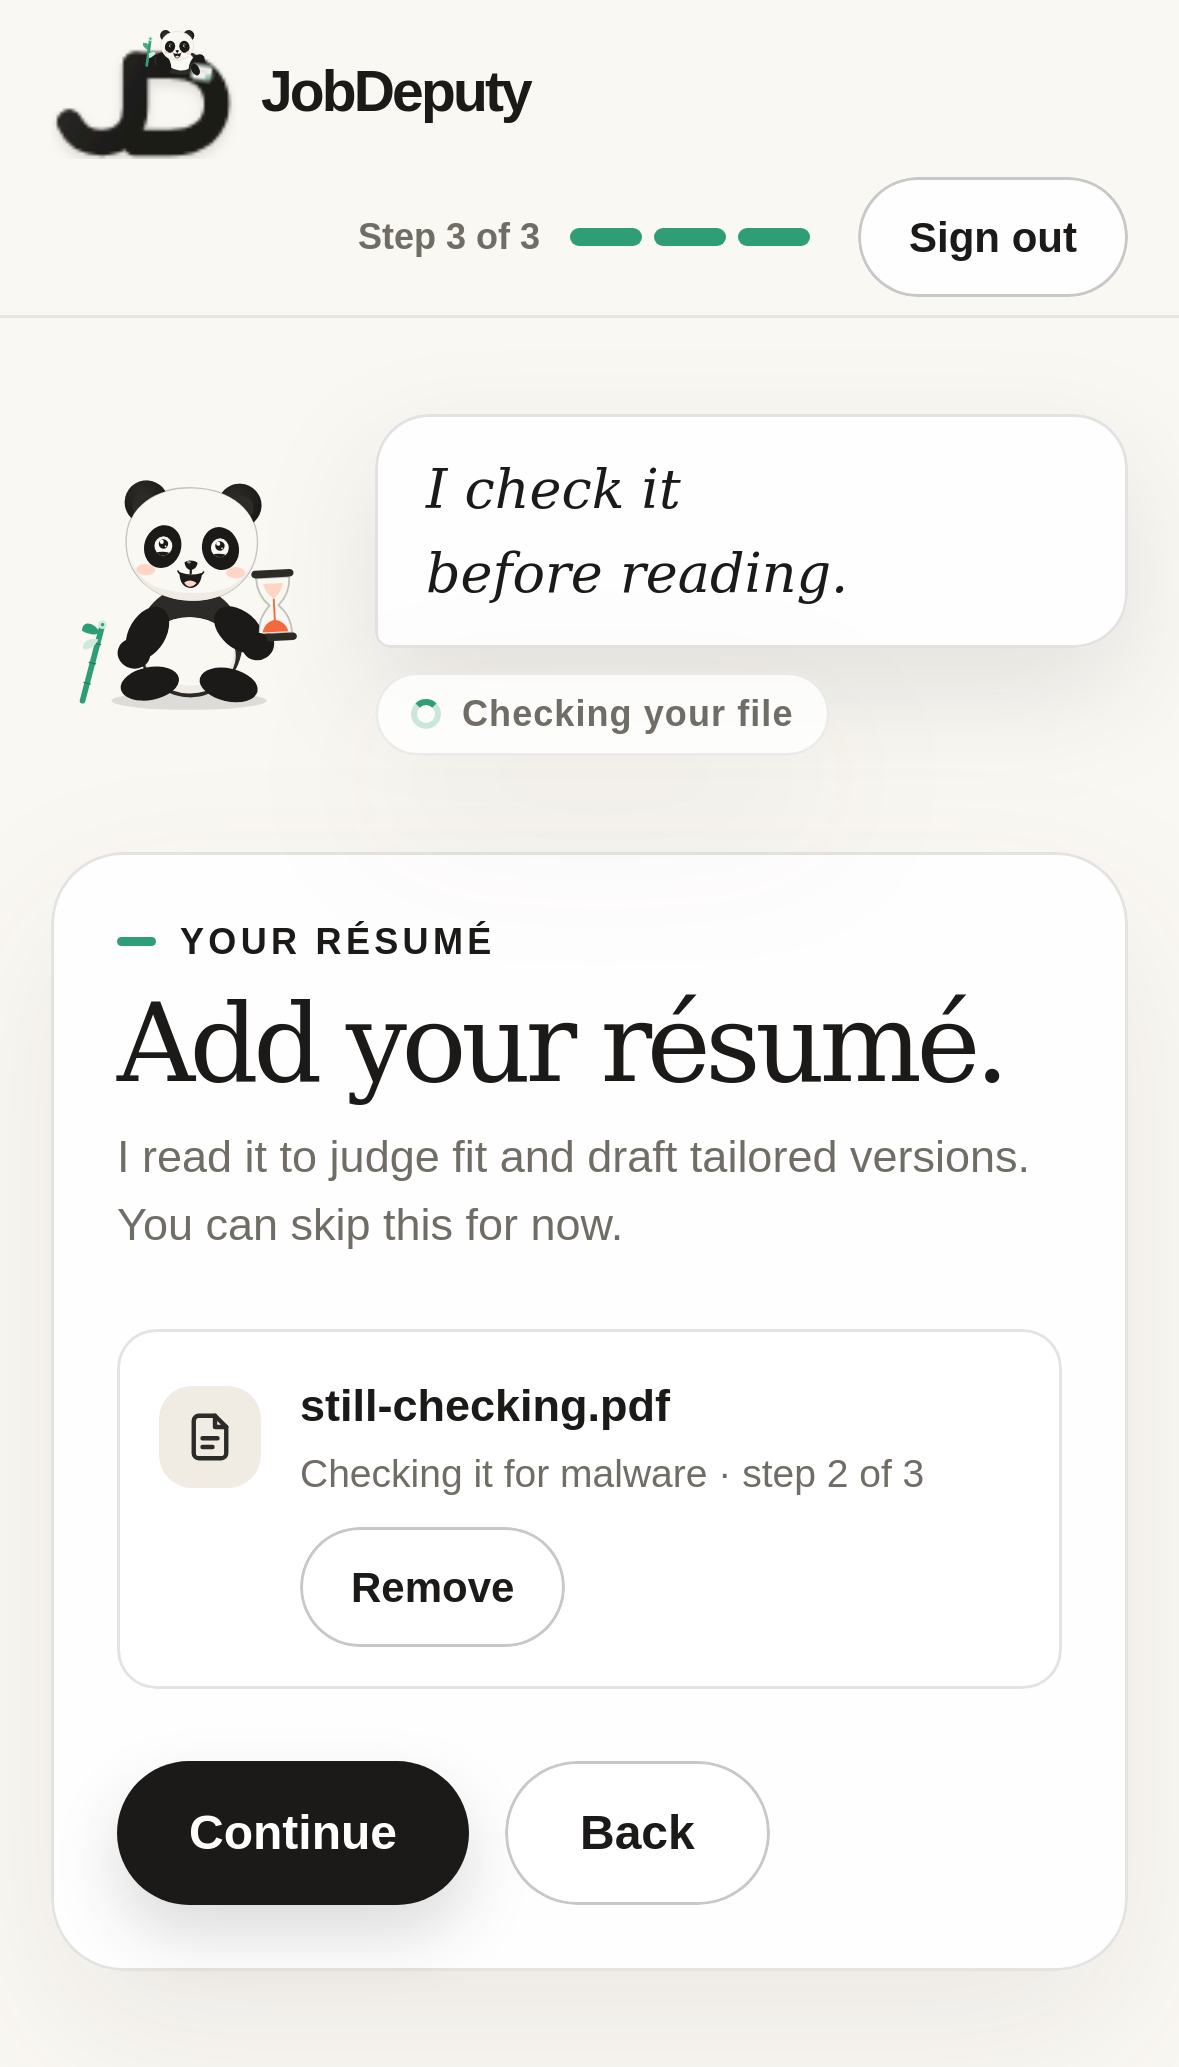 JD JobDeputy
Step 3 of 3
Sign out
I check it
before reading.
Checking your file
YOUR RÉSUMÉ
Add your résumé.
I read it to judge fit and draft tailored versions.
You can skip this for now.
still-checking.pdf
Checking it for malware · step 2 of 3
Remove
Continue
Back